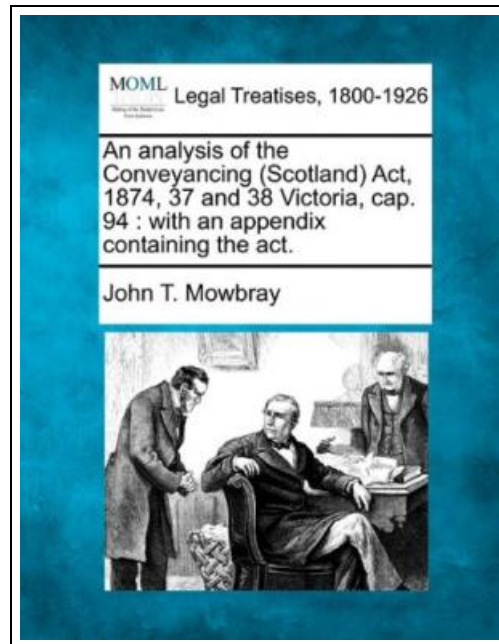 MOML
Legal Treatises, 1800-1926
An analysis of the
Conveyancing (Scotland) Act,
1874, 37 and 38 Victoria, cap.
94 : with an appendix
containing the act.
John T. Mowbray